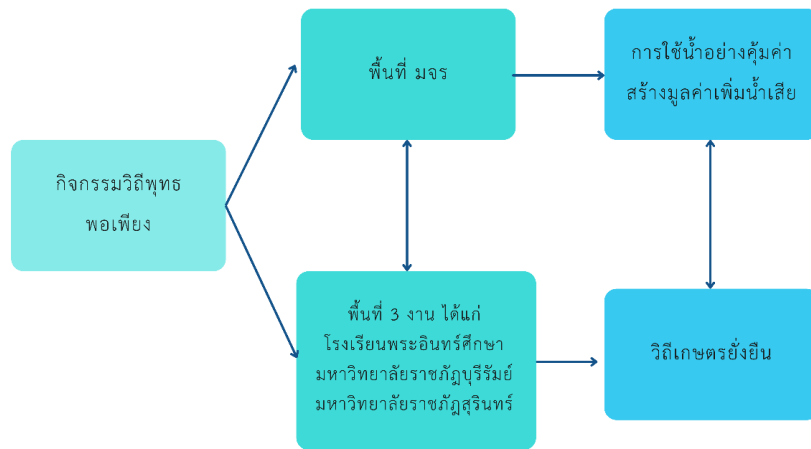 กิจกรรมวิถีพุทธ
พอเพียง
พื้นที่ มจร
การใช้น้ำอย่างคุ้มค่า
สร้างมูลค่าเพิ่มน้ำเสีย
พื้นที่ 3 งาน ได้แก่
โรงเรียนพระอินทร์ศึกษา
มหาวิทยาลัยราชภัฎบุรีรัมย์
มหาวิทยาลัยราชภัฎสุรินทร์
วิถีเกษตรยั่งยืน